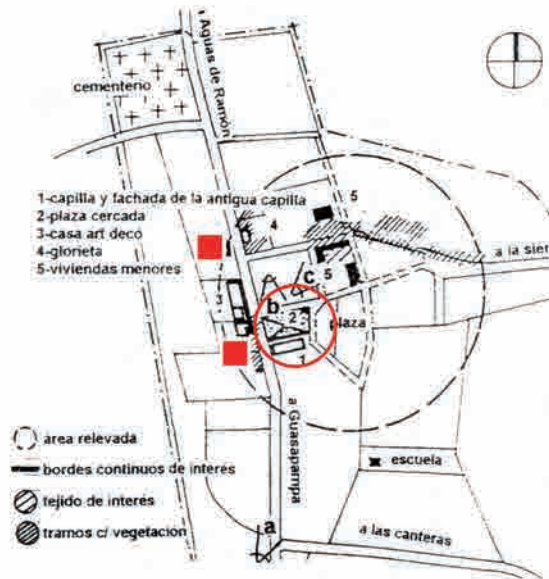 a Aguas de Ramón
cementerio
1-capilla y fachada de la antigua capilla
2-plaza cercada
3-casa art deco
4-glorieta
5-viviendas menores
4
5
a la sier
c
5
3
b
2
plaza
1
area relevada
bordes continuos de interés
tejido de interés
tramos c/ vegetación
a Guasapampa
escuela
a
a las canteras